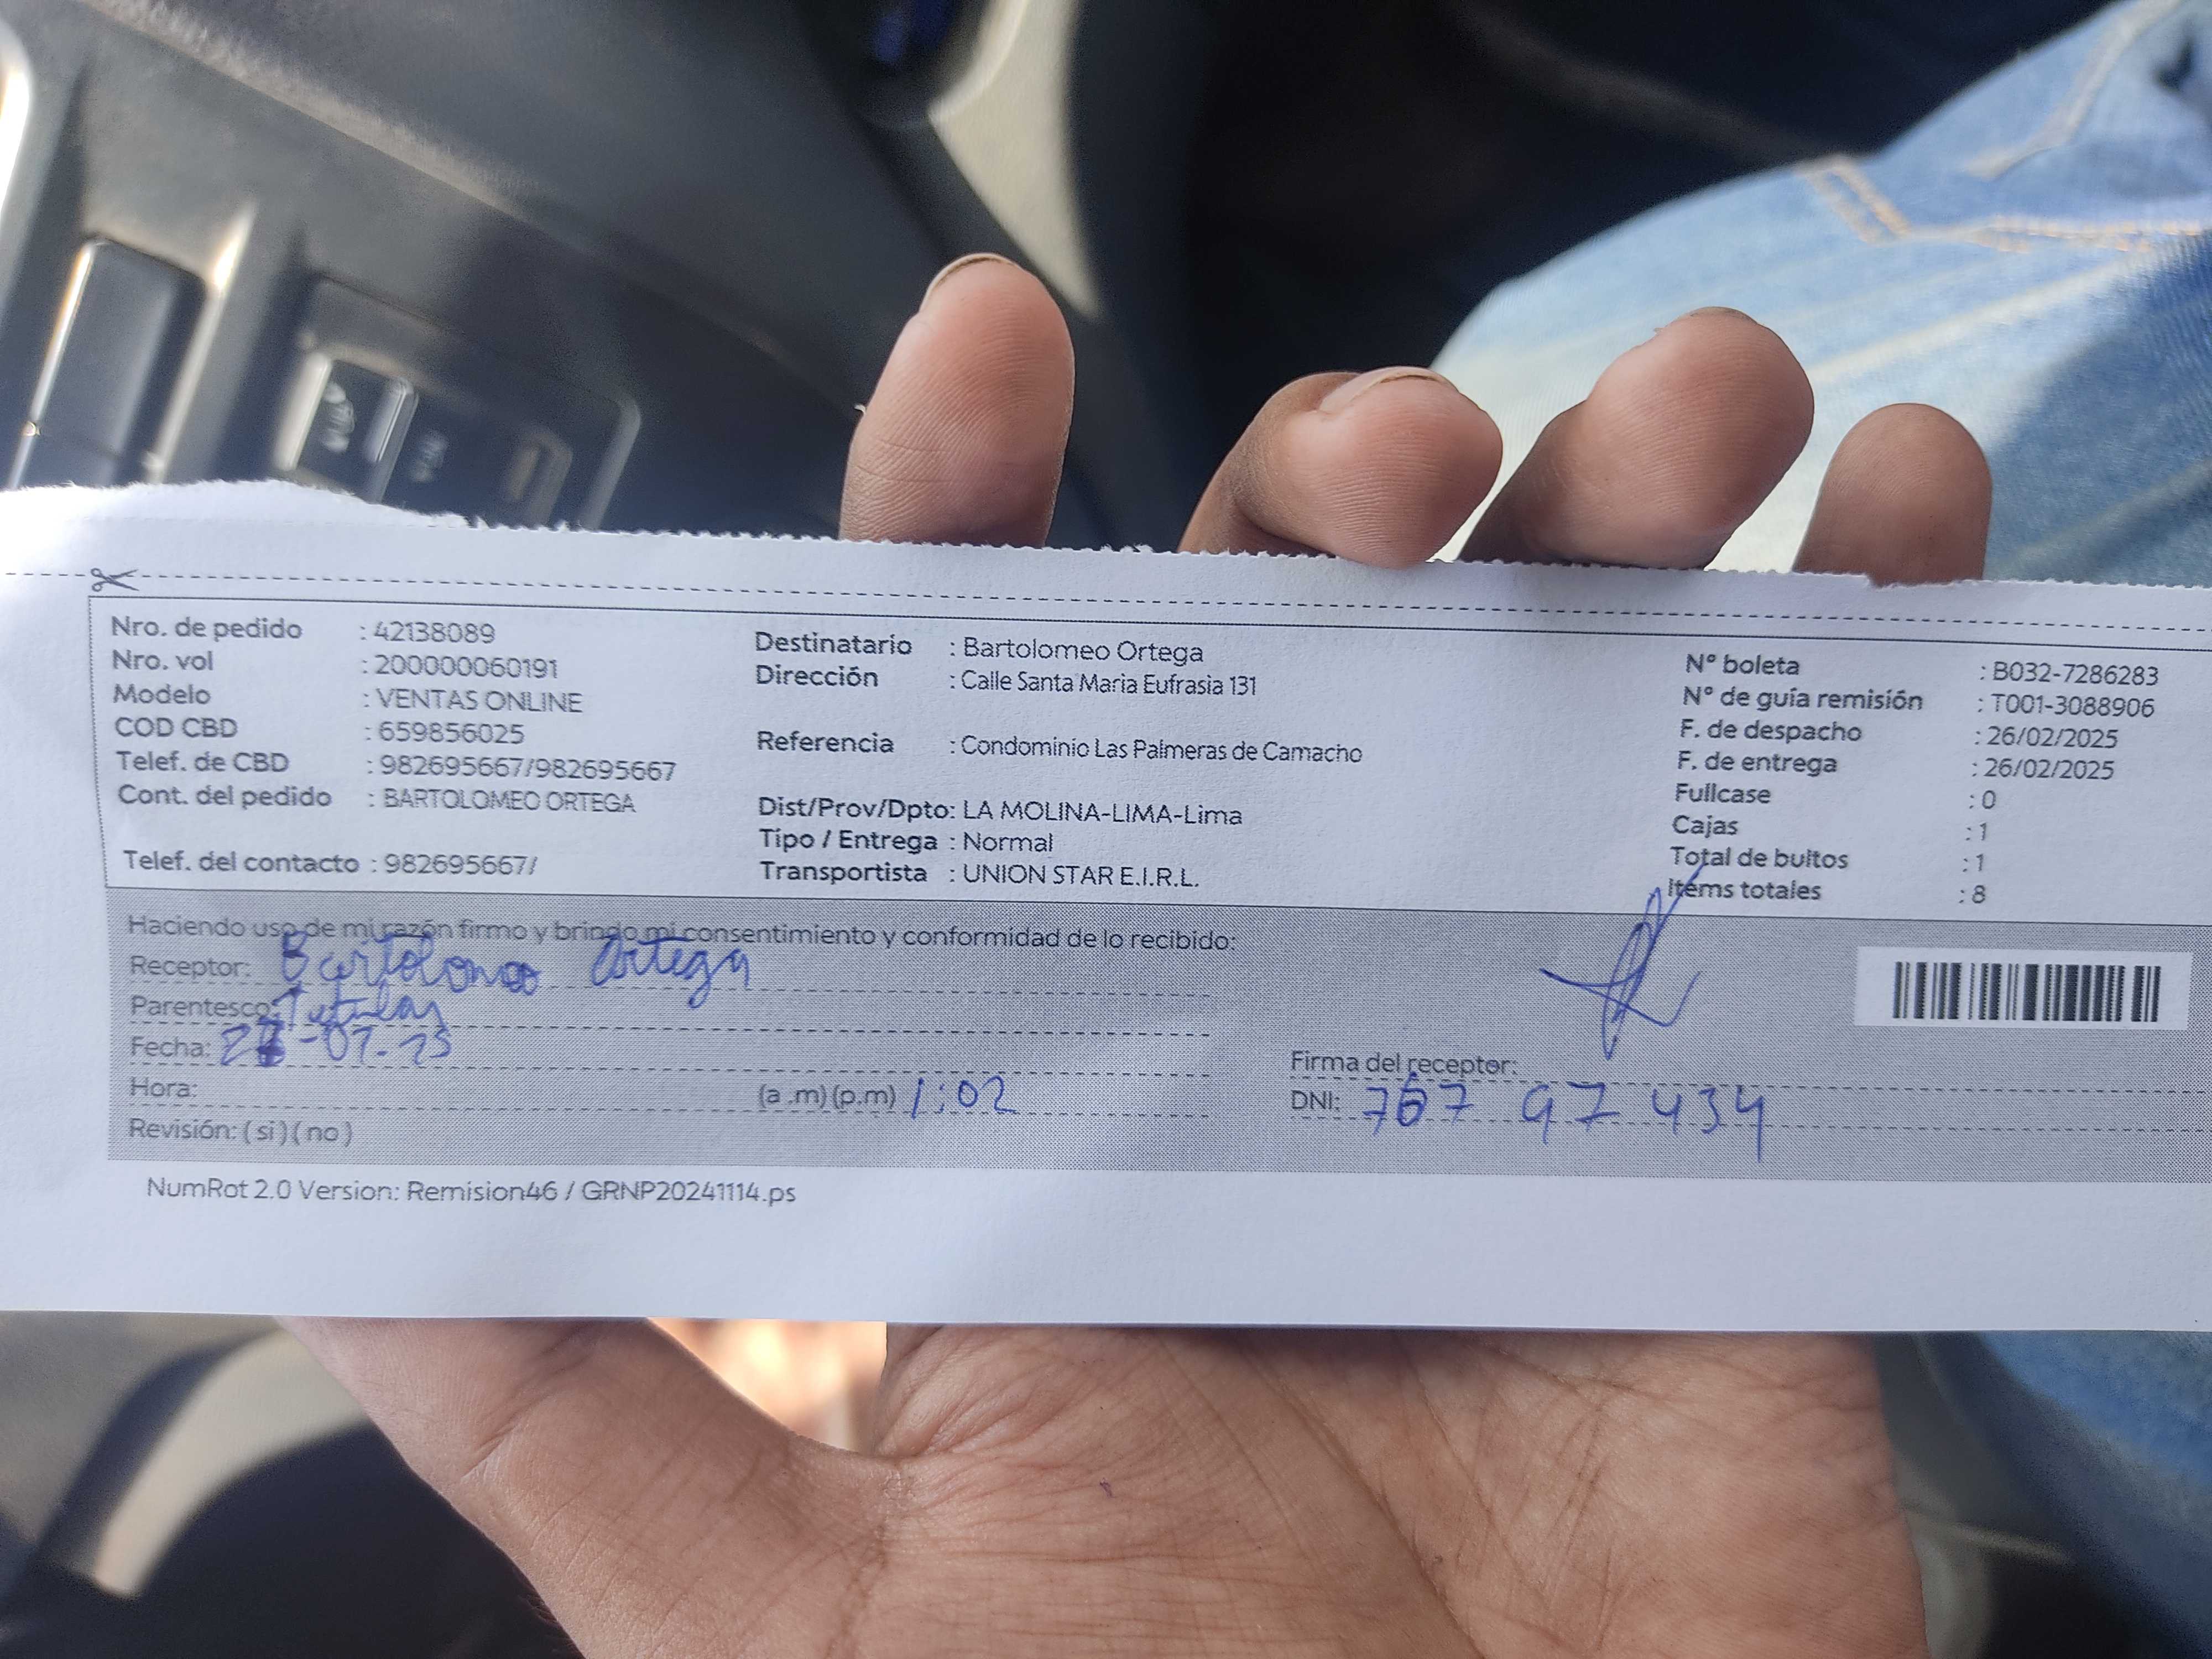 Nro. de pedido : 42138089
Nro. vol : 200000060191
Modelo : VENTAS ONLINE
COD CBD : 659856025
Telef. de CBD : 982695667/982695667
Cont. del pedido : BARTOLOMEO ORTEGA
Telef. del contacto : 982695667/
Destinatario : Bartolomeo Ortega
Dirección : Calle Santa Maria Eufrasia 131
Referencia : Condominio Las Palmeras de Camacho
Dist/Prov/Dpto: LA MOLINA-LIMA-Lima
Tipo / Entrega : Normal
Transportista : UNION STAR E.I.R.L.
N° boleta : B032-7286283
N° de guía remisión : T001-3088906
F. de despacho : 26/02/2025
F. de entrega : 26/02/2025
Fullcase : 0
Cajas : 1
Total de bultos : 1
Items totales : 8
Haciendo uso de mi razón firmo y brindo mi consentimiento y conformidad de lo recibido:
Receptor: Bartolomeo Ortega
Parentesco: Titular
Fecha:
Hora: (a .m) (p.m) 1:02
Revisión: ( si ) ( no )
Firma del receptor:
DNI: 767 97 434
NumRot 2.0 Version: Remision46 / GRNP20241114.ps